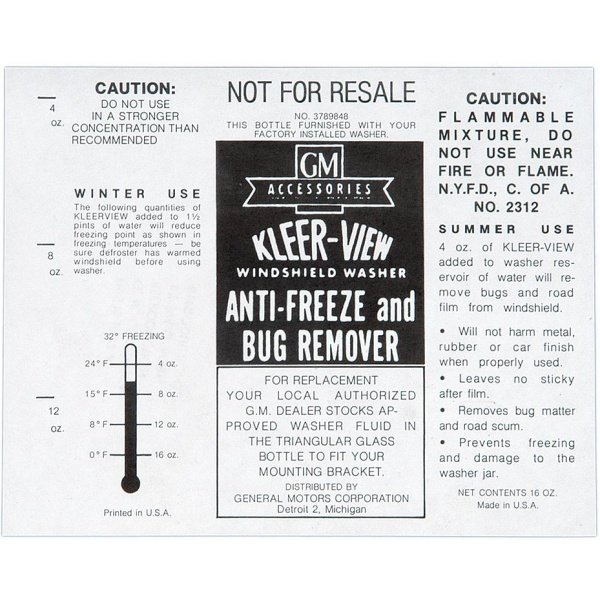 4
oz.
8
oz.
12
oz.
CAUTION:
DO NOT USE
IN A STRONGER
CONCENTRATION THAN
RECOMMENDED
WINTER USE
The following quantities of
KLEERVIEW added to 1½
pints of water will reduce
freezing point as shown in
freezing temperatures — be
sure defroster has warmed
windshield before using
washer.
32° FREEZING
24° F 4 oz.
15° F 8 oz.
8° F 12 oz.
0° F 16 oz.
Printed in U.S.A.
NOT FOR RESALE
NO. 3789848
THIS BOTTLE FURNISHED WITH YOUR
FACTORY INSTALLED WASHER.
GM
ACCESSORIES
KLEER-VIEW
WINDSHIELD WASHER
ANTI-FREEZE and
BUG REMOVER
FOR REPLACEMENT
YOUR LOCAL AUTHORIZED
G.M. DEALER STOCKS AP-
PROVED WASHER FLUID IN
THE TRIANGULAR GLASS
BOTTLE TO FIT YOUR
MOUNTING BRACKET.
DISTRIBUTED BY
GENERAL MOTORS CORPORATION
Detroit 2, Michigan
CAUTION:
FLAMMABLE
MIXTURE, DO
NOT USE NEAR
FIRE OR FLAME.
N.Y.F.D., C. OF A.
NO. 2312
SUMMER USE
4 oz. of KLEER-VIEW
added to washer res-
ervoir of water will re-
move bugs and road
film from windshield.
• Will not harm metal,
rubber or car finish
when properly used.
• Leaves no sticky
after film.
• Removes bug matter
and road scum.
• Prevents freezing
and damage to the
washer jar.
NET CONTENTS 16 OZ.
Made in U.S.A.